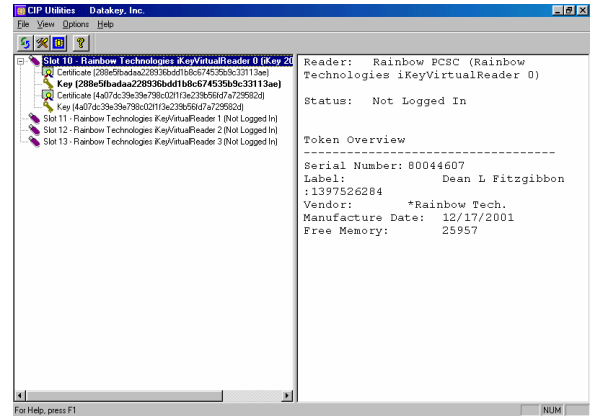 CIP Utilities    Datakey, Inc.
File  View  Options  Help
Slot 10 - Rainbow Technologies iKeyVirtualReader 0 (iKey 20
Certificate (288e5fbadaa228936bdd1b8c674535b9c33113ae)
Key (288e5fbadaa228936bdd1b8c674535b9c33113ae)
Certificate (4a07dc39e39e798c02f1f3e239b56fd7a729582d)
Key (4a07dc39e39e798c02f1f3e239b56fd7a729582d)
Slot 11 - Rainbow Technologies iKeyVirtualReader 1 (Not Logged In)
Slot 12 - Rainbow Technologies iKeyVirtualReader 2 (Not Logged In)
Slot 13 - Rainbow Technologies iKeyVirtualReader 3 (Not Logged In)
Reader:    Rainbow PCSC (Rainbow
Technologies iKeyVirtualReader 0)
Status:   Not Logged In
Token Overview
-----------------------------------
Serial Number: 80044607
Label:             Dean L Fitzgibbon
:1397526284
Vendor:        *Rainbow Tech.
Manufacture Date:  12/17/2001
Free Memory:       25957
For Help, press F1
NUM